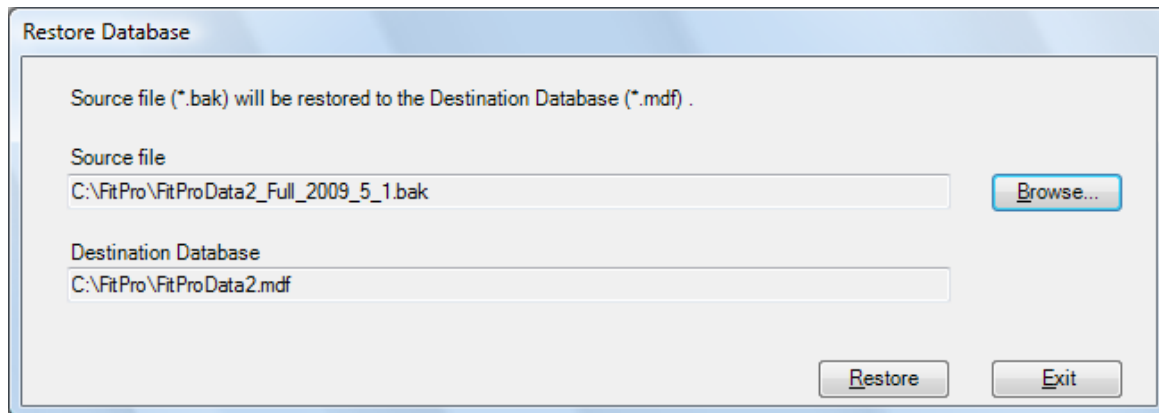 Restore Database
Source file (*.bak) will be restored to the Destination Database (*.mdf) .
Source file
C:\FitPro\FitProData2_Full_2009_5_1.bak
Browse...
Destination Database
C:\FitPro\FitProData2.mdf
Restore
Exit